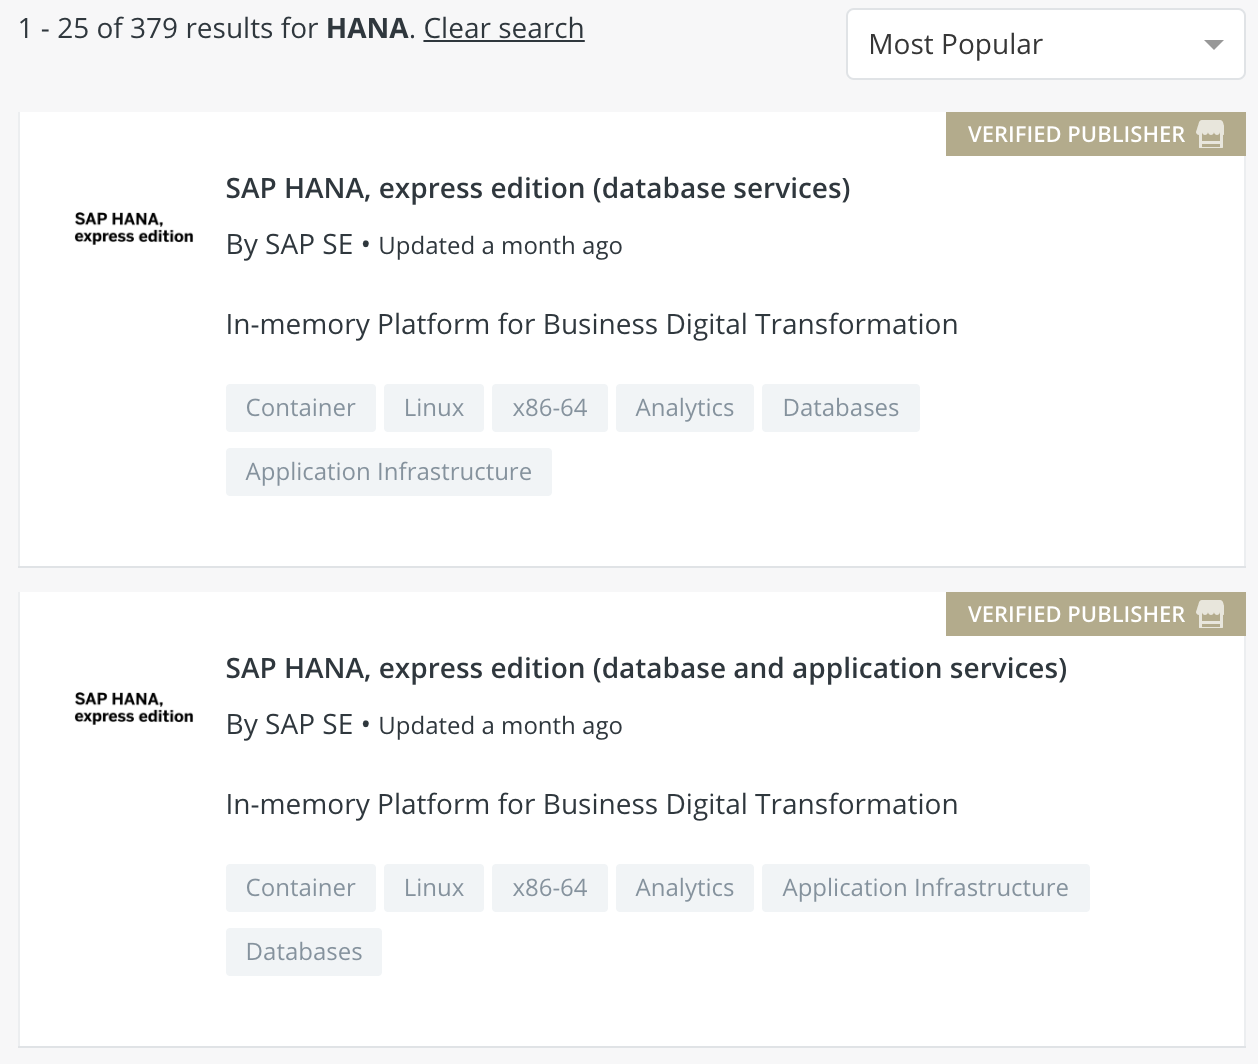 1 - 25 of 379 results for HANA. Clear search
Most Popular
VERIFIED PUBLISHER
SAP HANA,
express edition
SAP HANA, express edition (database services)
By SAP SE • Updated a month ago
In-memory Platform for Business Digital Transformation
Container Linux x86-64 Analytics Databases
Application Infrastructure
VERIFIED PUBLISHER
SAP HANA,
express edition
SAP HANA, express edition (database and application services)
By SAP SE • Updated a month ago
In-memory Platform for Business Digital Transformation
Container Linux x86-64 Analytics Application Infrastructure
Databases